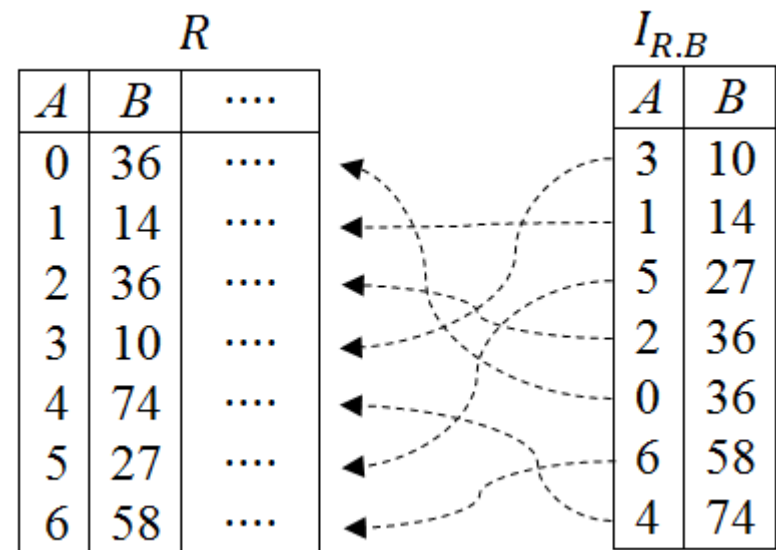 R I_{R.B}
A B .... A B
0 36 .... 3 10
1 14 .... 1 14
2 36 .... 5 27
3 10 .... 2 36
4 74 .... 0 36
5 27 .... 6 58
6 58 .... 4 74